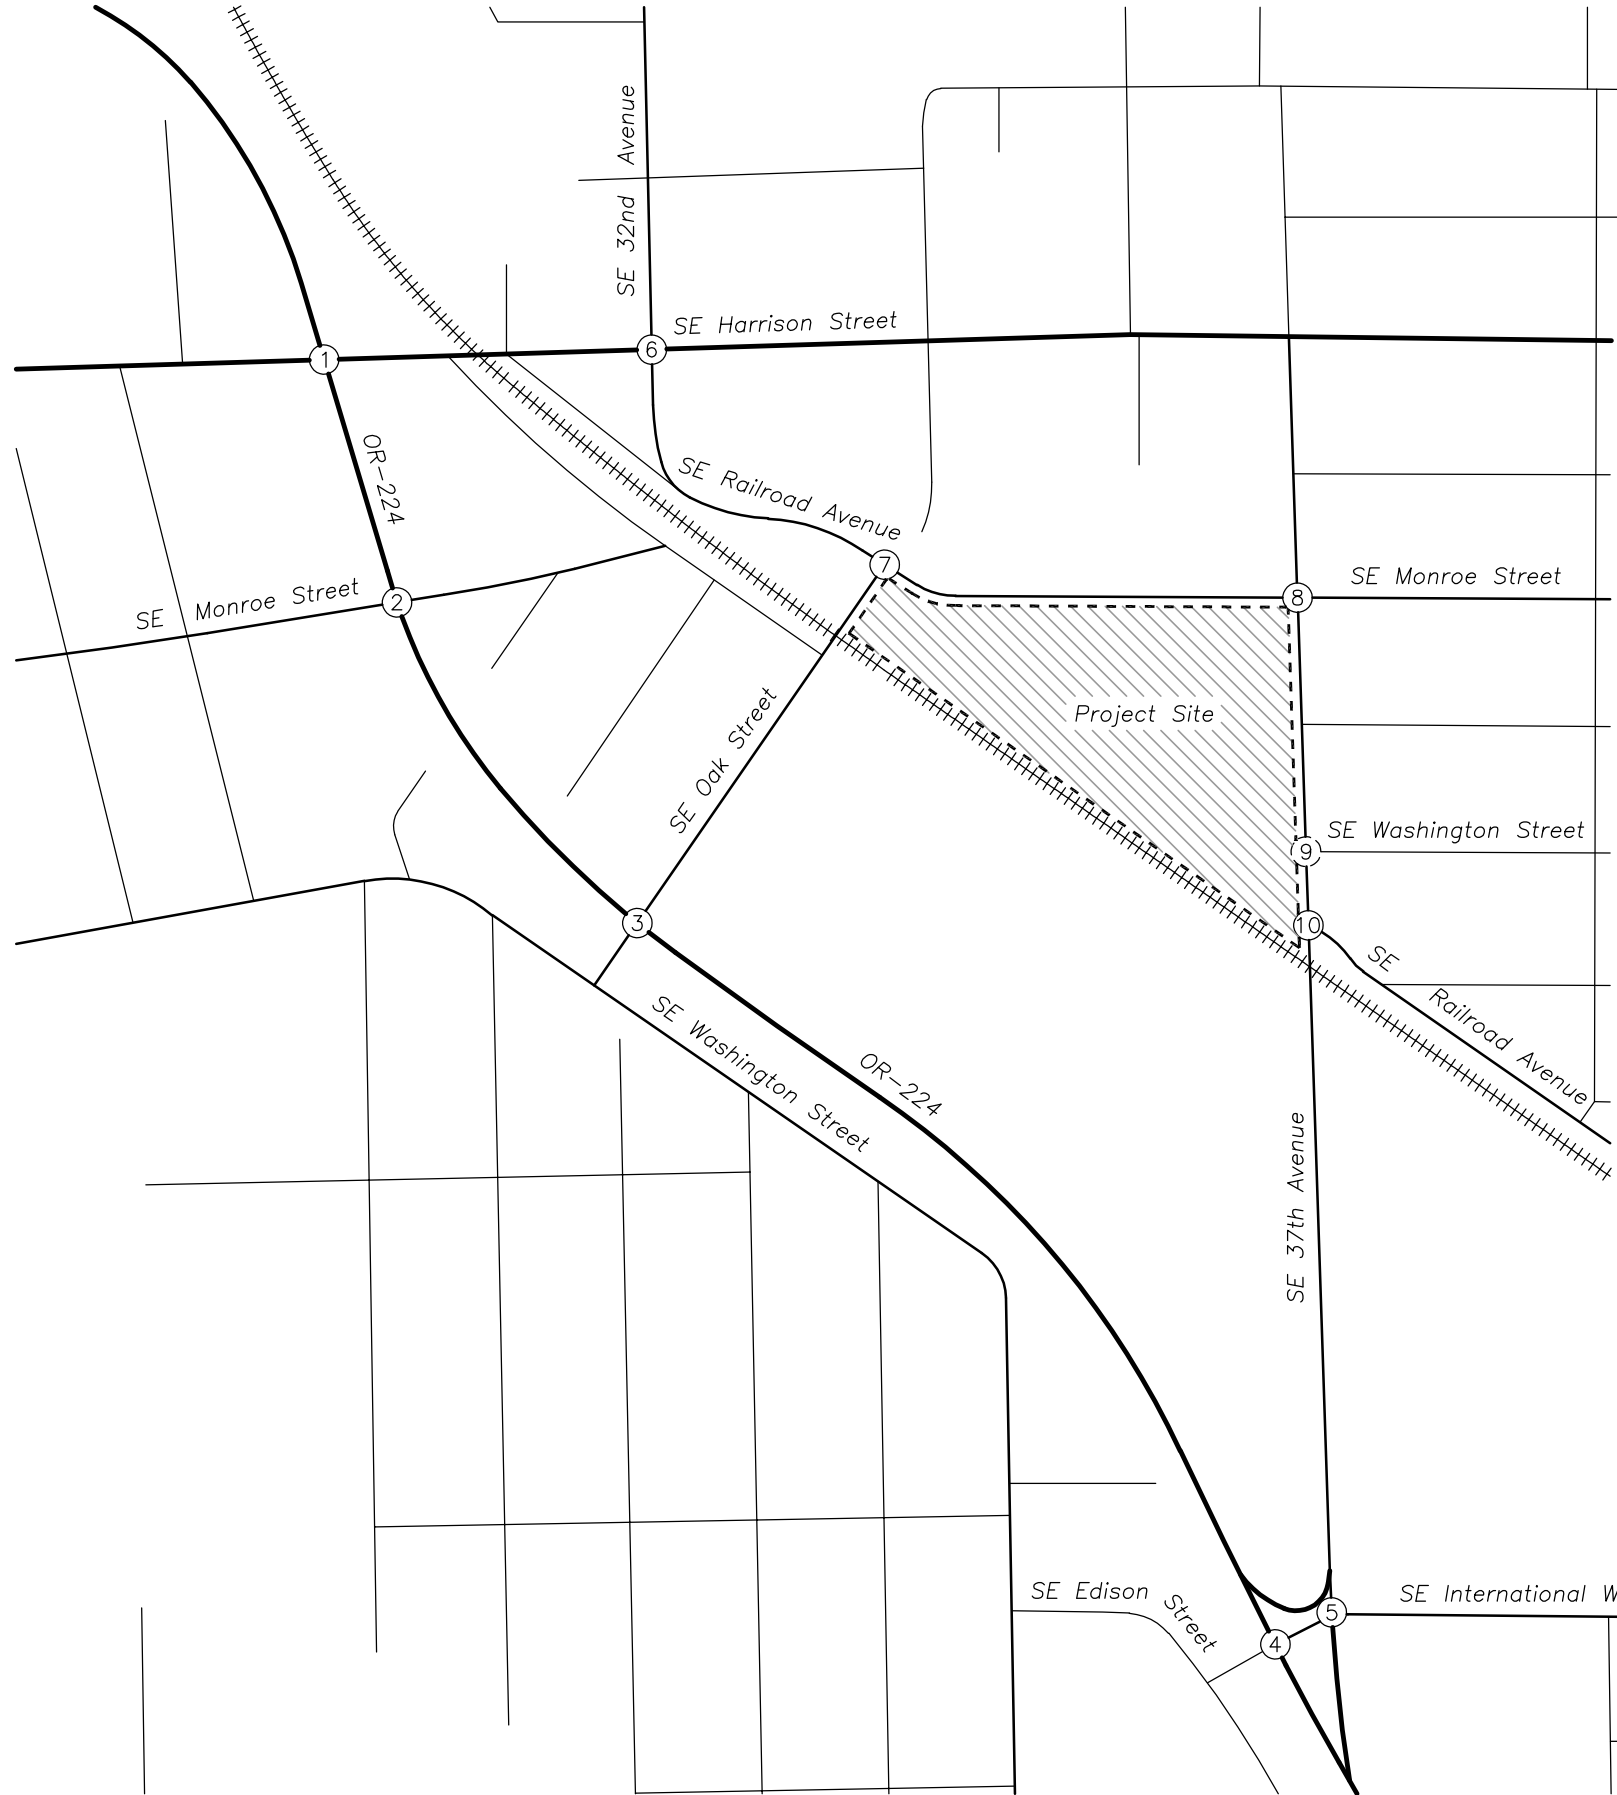 SE 32nd Avenue
SE Harrison Street
1
6
OR-224
SE Railroad Avenue
7
SE Monroe Street
2
SE Monroe Street
8
Project Site
SE Oak Street
SE Washington Street
9
3
10
SE Railroad Avenue
SE Washington Street
OR-224
SE 37th Avenue
SE Edison Street
SE International W
5
4